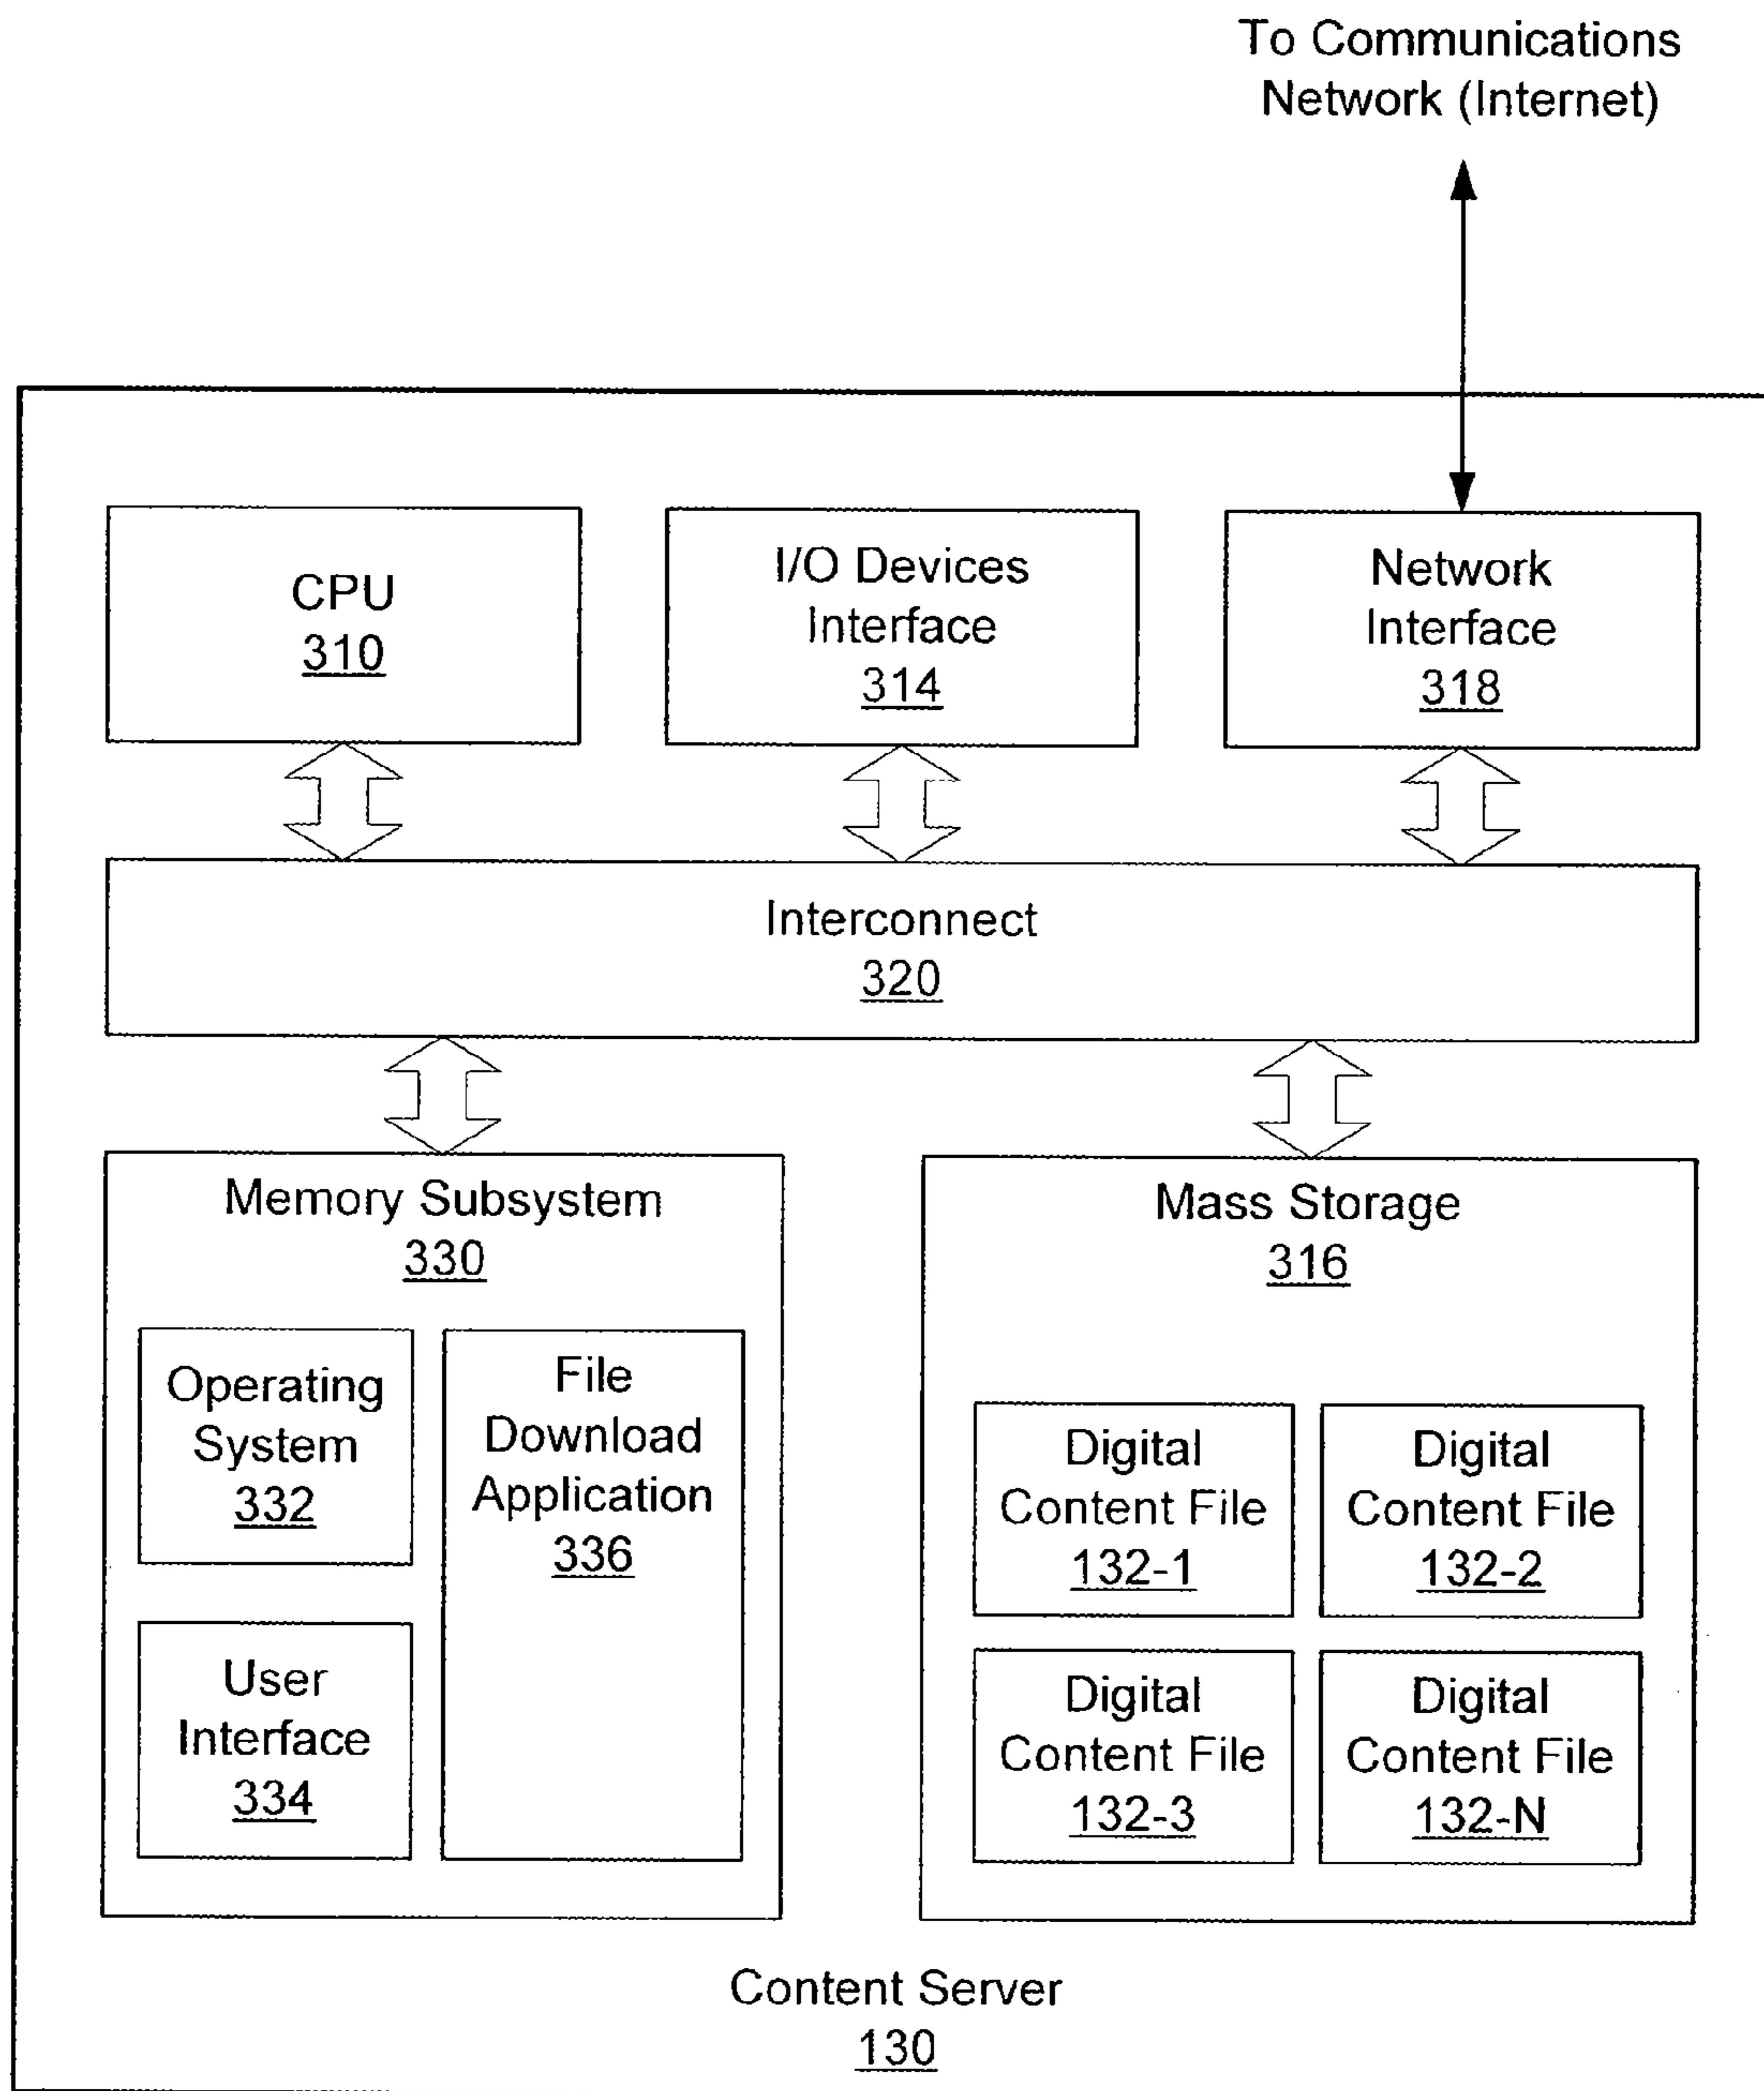 To Communications
Network (Internet)
CPU
310
I/O Devices
Interface
314
Network
Interface
318
Interconnect
320
Memory Subsystem
330
Operating
System
332
User
Interface
334
File
Download
Application
336
Mass Storage
316
Digital
Content File
132-1
Digital
Content File
132-2
Digital
Content File
132-3
Digital
Content File
132-N
Content Server
130